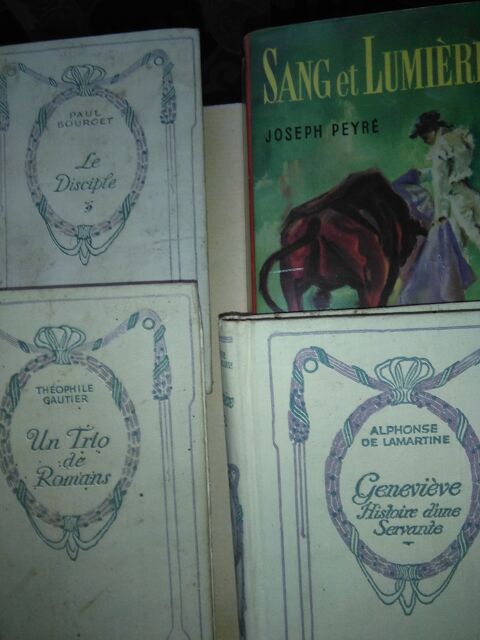 PAUL
BOURGET
Le
Disciple
SANG et LUMIÈRE
JOSEPH PEYRÉ
THÉOPHILE
GAUTIER
Un Trio
de
Romans
ALPHONSE
DE LAMARTINE
Geneviève
Histoire d'une
Servante